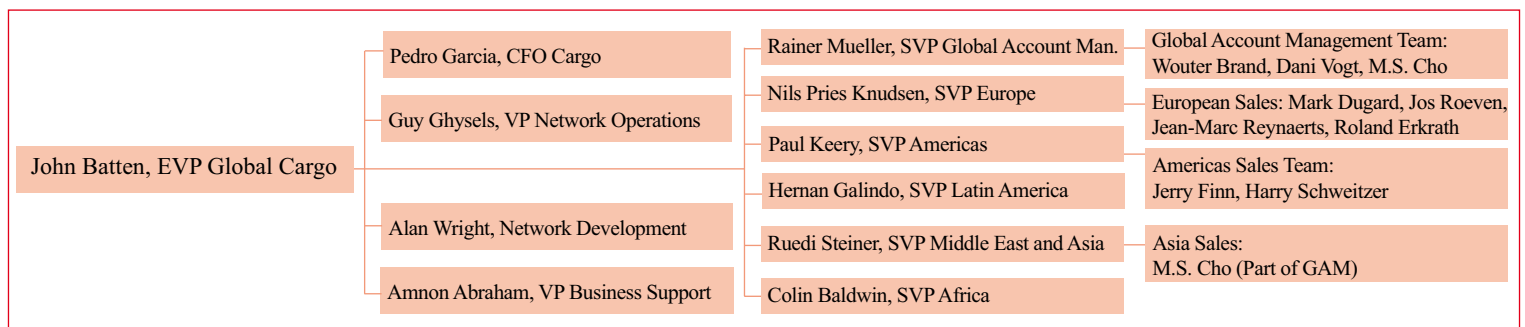 John Batten, EVP Global Cargo
Pedro Garcia, CFO Cargo
Guy Ghysels, VP Network Operations
Alan Wright, Network Development
Amnon Abraham, VP Business Support
Rainer Mueller, SVP Global Account Man.
Nils Pries Knudsen, SVP Europe
Paul Keery, SVP Americas
Hernan Galindo, SVP Latin America
Ruedi Steiner, SVP Middle East and Asia
Colin Baldwin, SVP Africa
Global Account Management Team:
Wouter Brand, Dani Vogt, M.S. Cho
European Sales: Mark Dugard, Jos Roeven,
Jean-Marc Reynaerts, Roland Erkrath
Americas Sales Team:
Jerry Finn, Harry Schweitzer
Asia Sales:
M.S. Cho (Part of GAM)